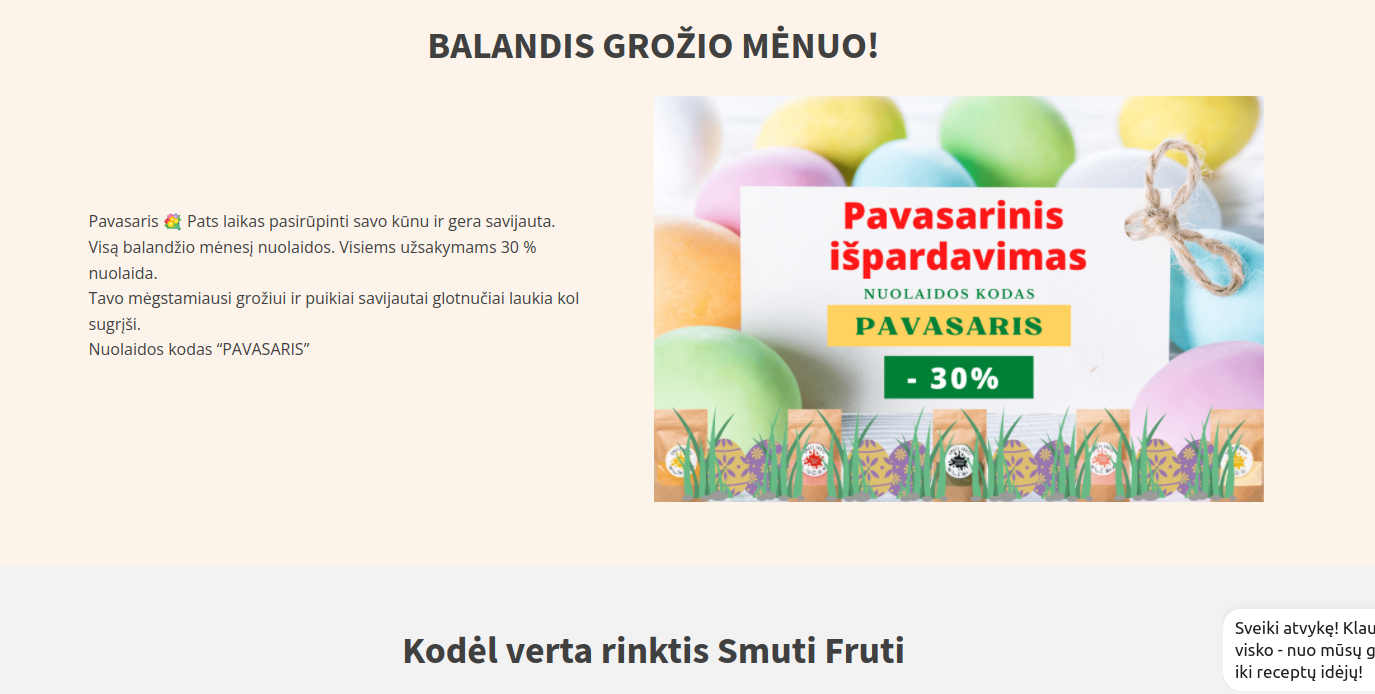 BALANDIS GROŽIO MĖNUO!
Pavasaris 💐 Pats laikas pasirūpinti savo kūnu ir gera savijauta.
Visą balandžio mėnesį nuolaidos. Visiems užsakymams 30 %
nuolaida.
Tavo mėgstamiausi grožiui ir puikiai savijautai glotnučiai laukia kol
sugrįši.
Nuolaidos kodas “PAVASARIS”
Pavasarinis
išpardavimas
NUOLAIDOS KODAS
PAVASARIS
- 30%
Kodėl verta rinktis Smuti Fruti
Sveiki atvykę! Klau
visko - nuo mūsų g
iki receptų idėjų!